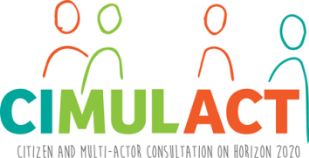 CIMULACT
CITIZEN AND MULTI-ACTOR CONSULTATION ON HORIZON 2020